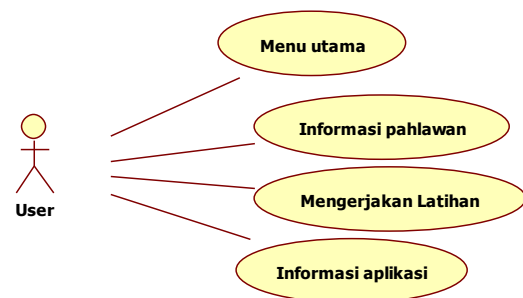 Menu utama
Informasi pahlawan
User
Mengerjakan Latihan
Informasi aplikasi